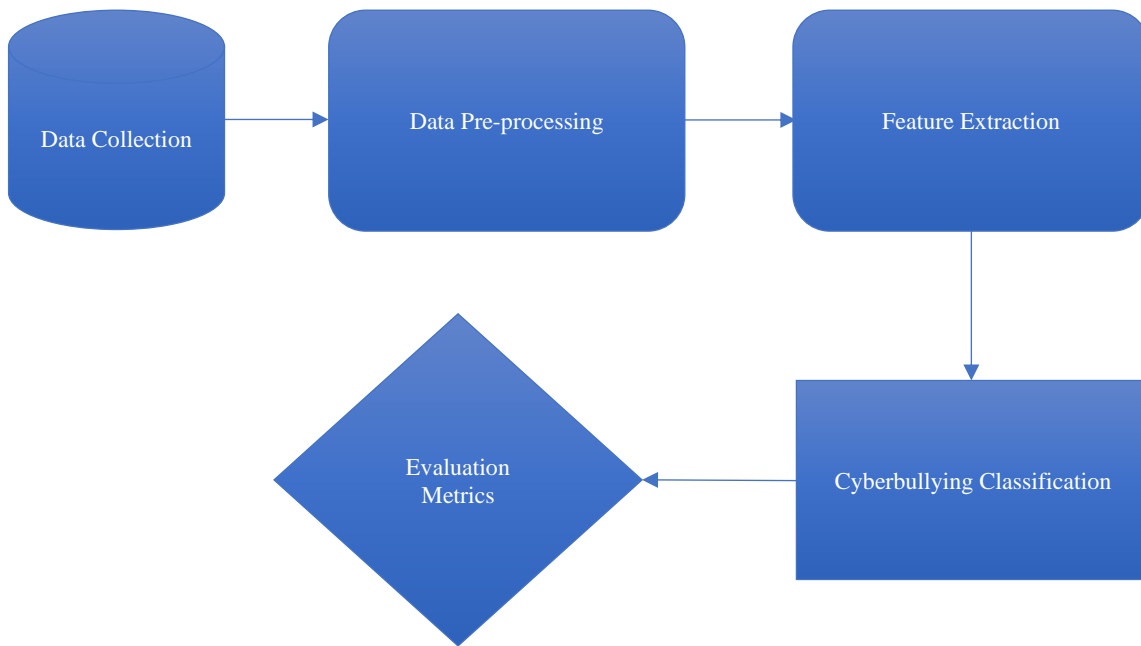 Data Collection
Data Pre-processing
Feature Extraction
Cyberbullying Classification
Evaluation
Metrics